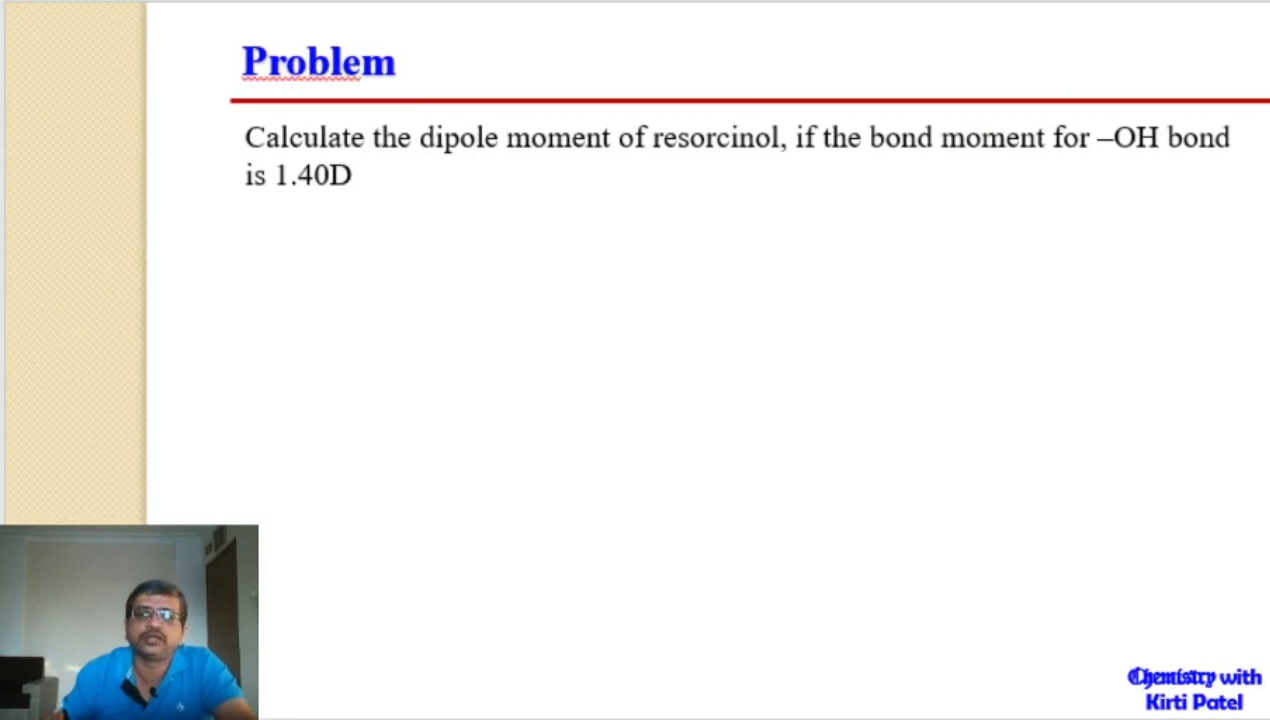 Problem
Calculate the dipole moment of resorcinol, if the bond moment for –OH bond
is 1.40D
Chemistry with
Kirti Patel